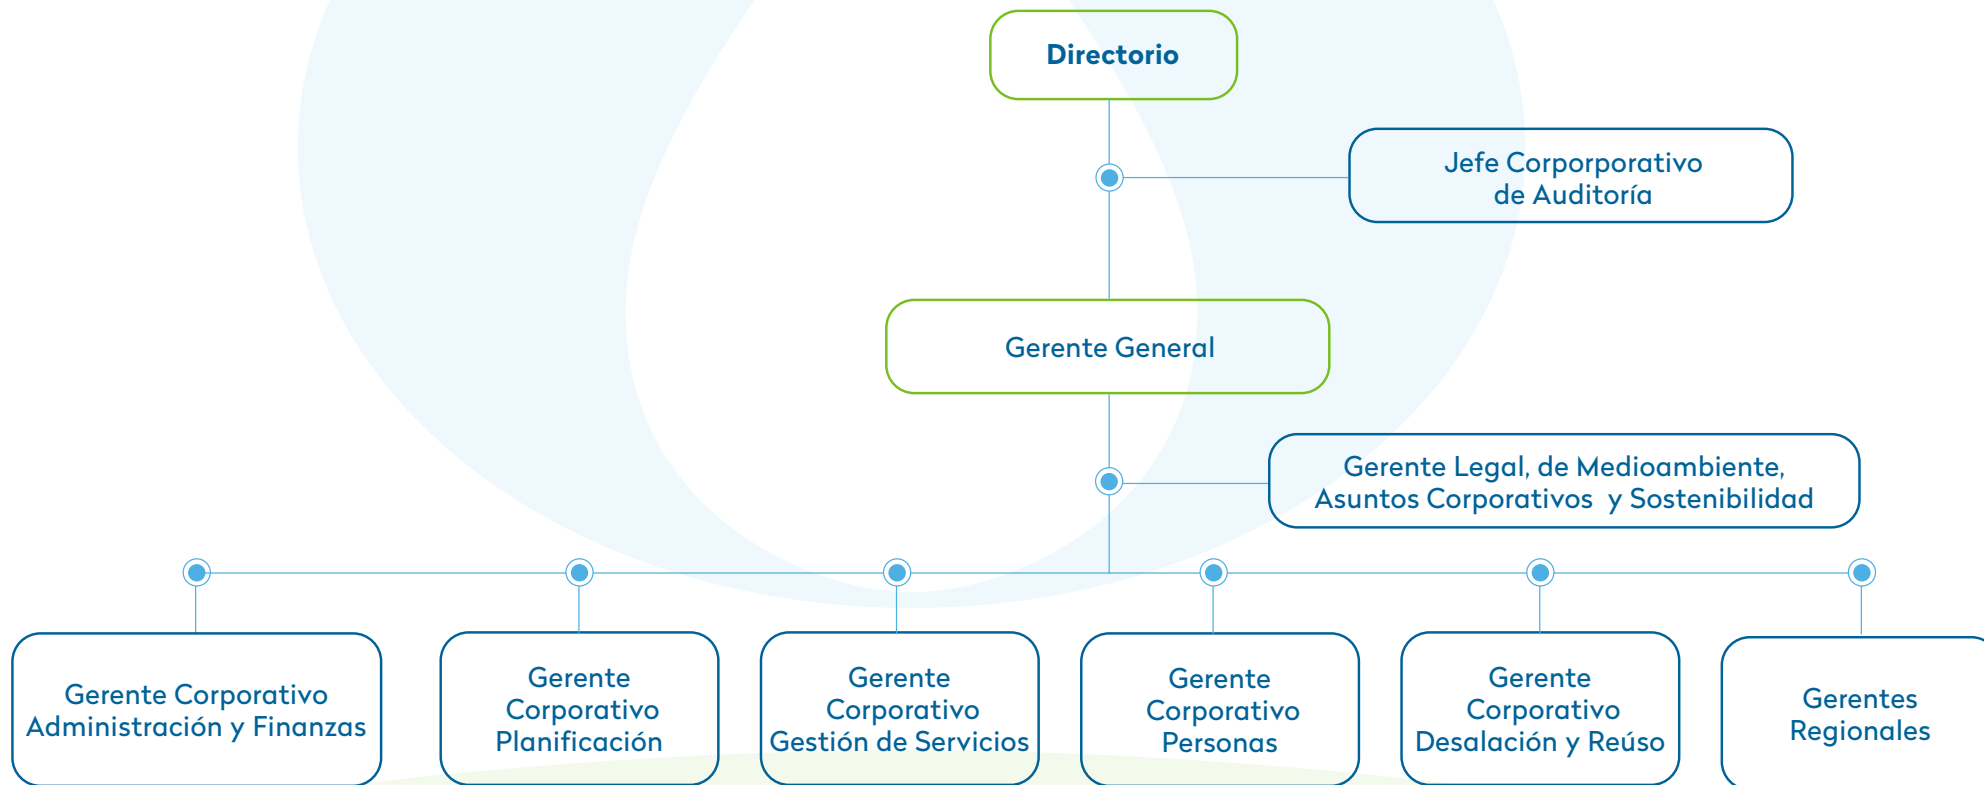 Directorio
Jefe Corporporativo
de Auditoría
Gerente General
Gerente Legal, de Medioambiente,
Asuntos Corporativos y Sostenibilidad
Gerente Corporativo
Administración y Finanzas
Gerente
Corporativo
Planificación
Gerente
Corporativo
Gestión de Servicios
Gerente
Corporativo
Personas
Gerente
Corporativo
Desalación y Reúso
Gerentes
Regionales